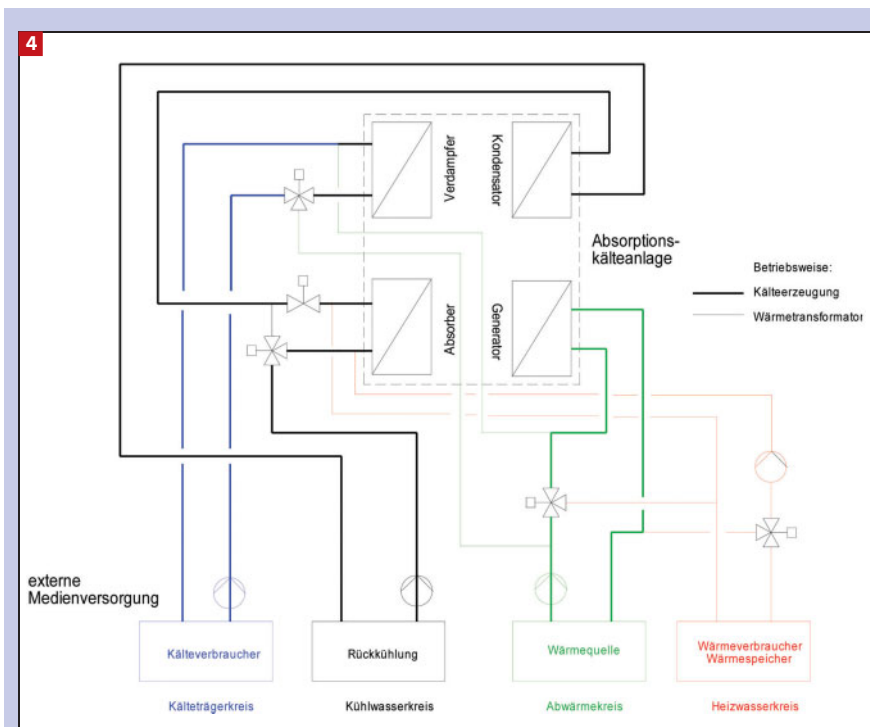 4
Verdampfer
Kondensator
Absorptions-
kälteanlage
Betriebsweise:
Kälteerzeugung
Wärmetransformator
Absorber
Generator
externe
Medienversorgung
Kälteverbraucher
Rückkühlung
Wärmequelle
Wärmeverbraucher
Wärmespeicher
Kälteträgerkreis
Kühlwasserkreis
Abwärmekreis
Heizwasserkreis